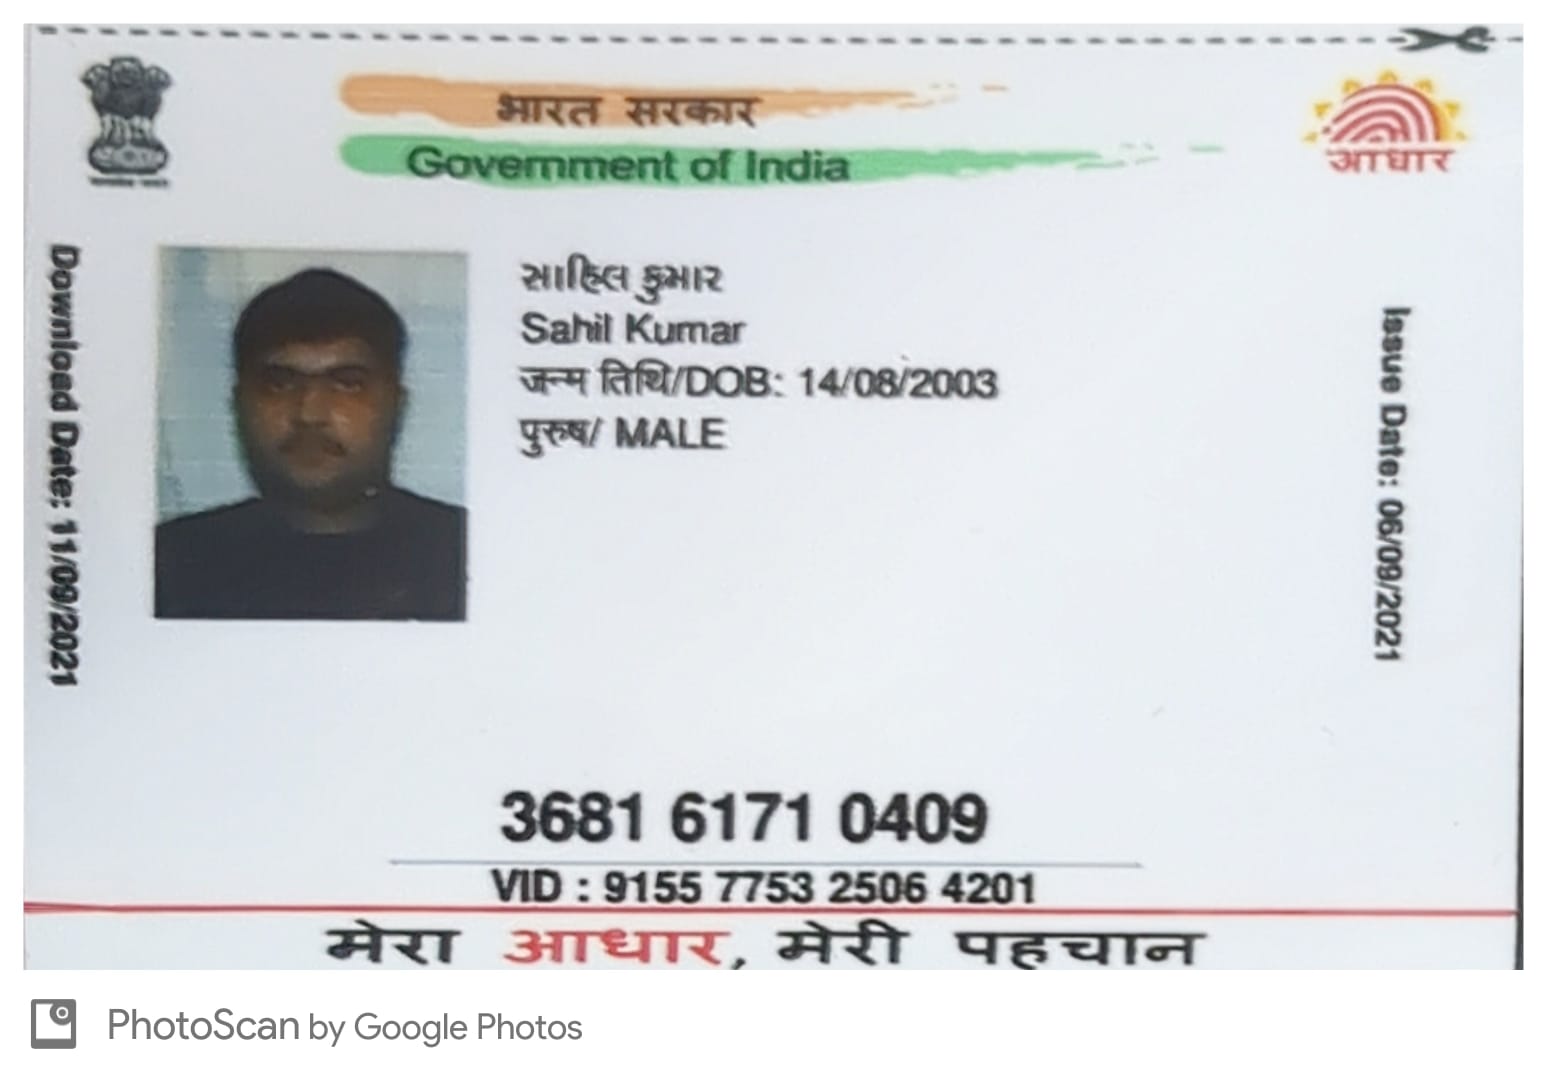 भारत सरकार
Government of India
आधार
Download Date: 11/09/2021
સાહિલ કુમાર
Sahil Kumar
जन्म तिथि/DOB: 14/08/2003
पुरुष/ MALE
Issue Date: 06/09/2021
3681 6171 0409
VID : 9155 7753 2506 4201
मेरा आधार, मेरी पहचान
PhotoScan by Google Photos